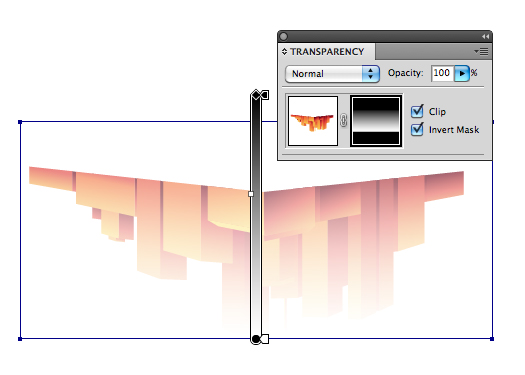 TRANSPARENCY
Normal Opacity: 100 %
Clip
Invert Mask